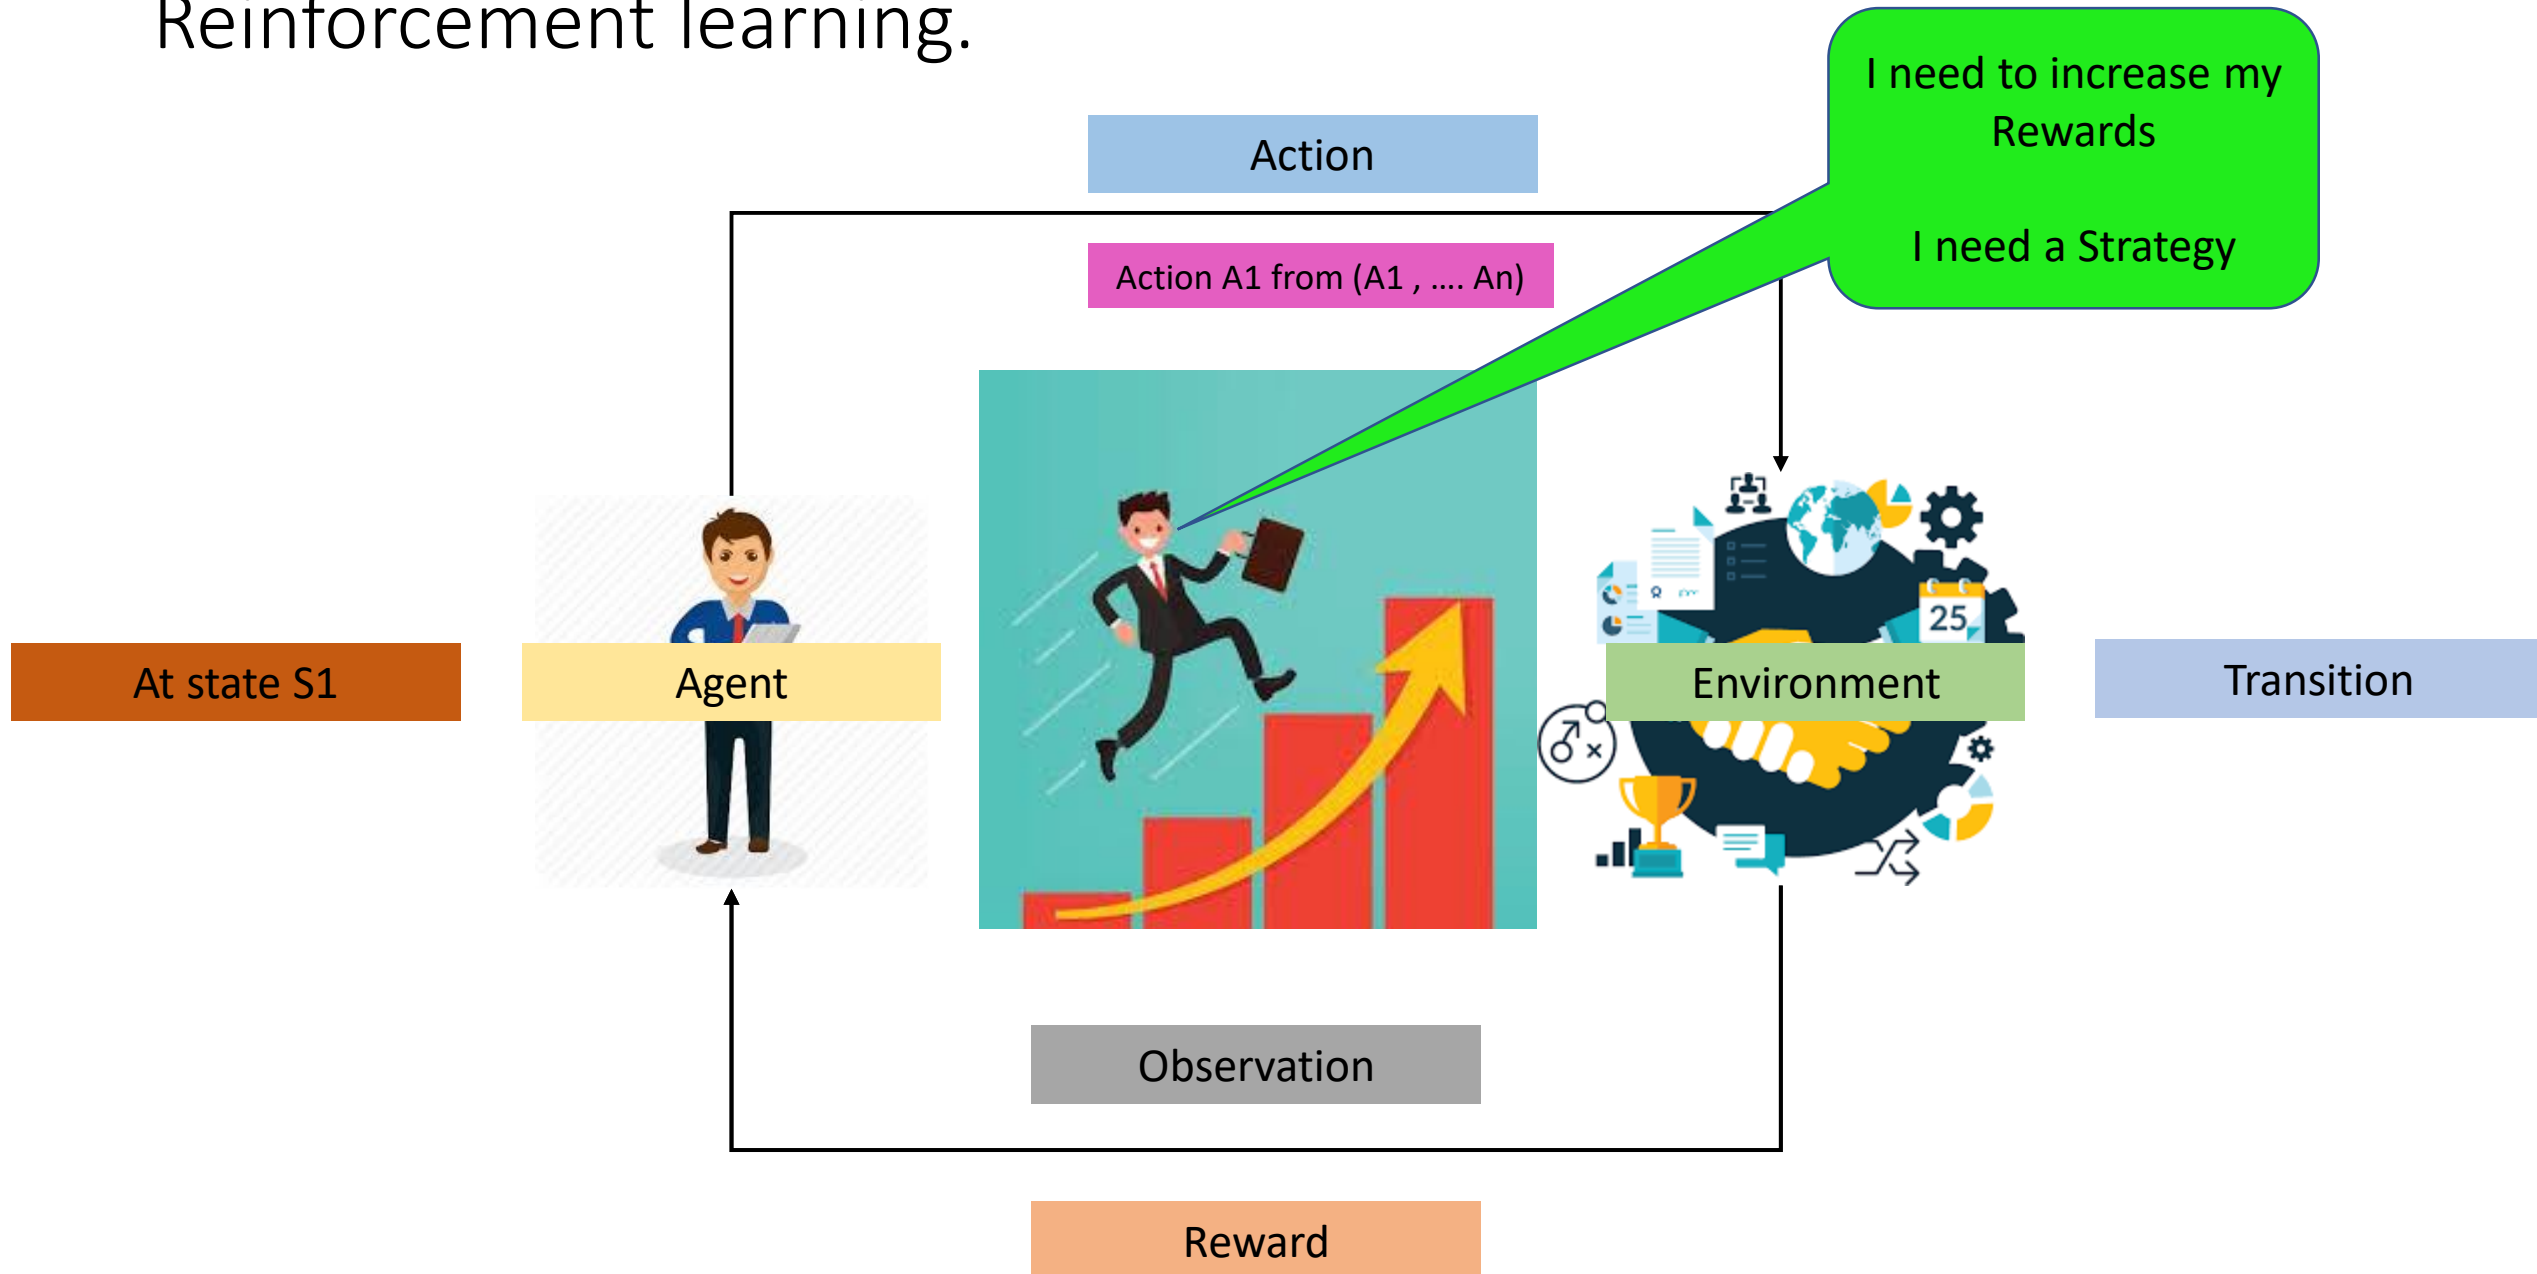 Reinforcement learning.
I need to increase my
Rewards
I need a Strategy
Action
Action A1 from (A1 , .... An)
25
At state S1
Agent
Environment
Transition
Observation
Reward